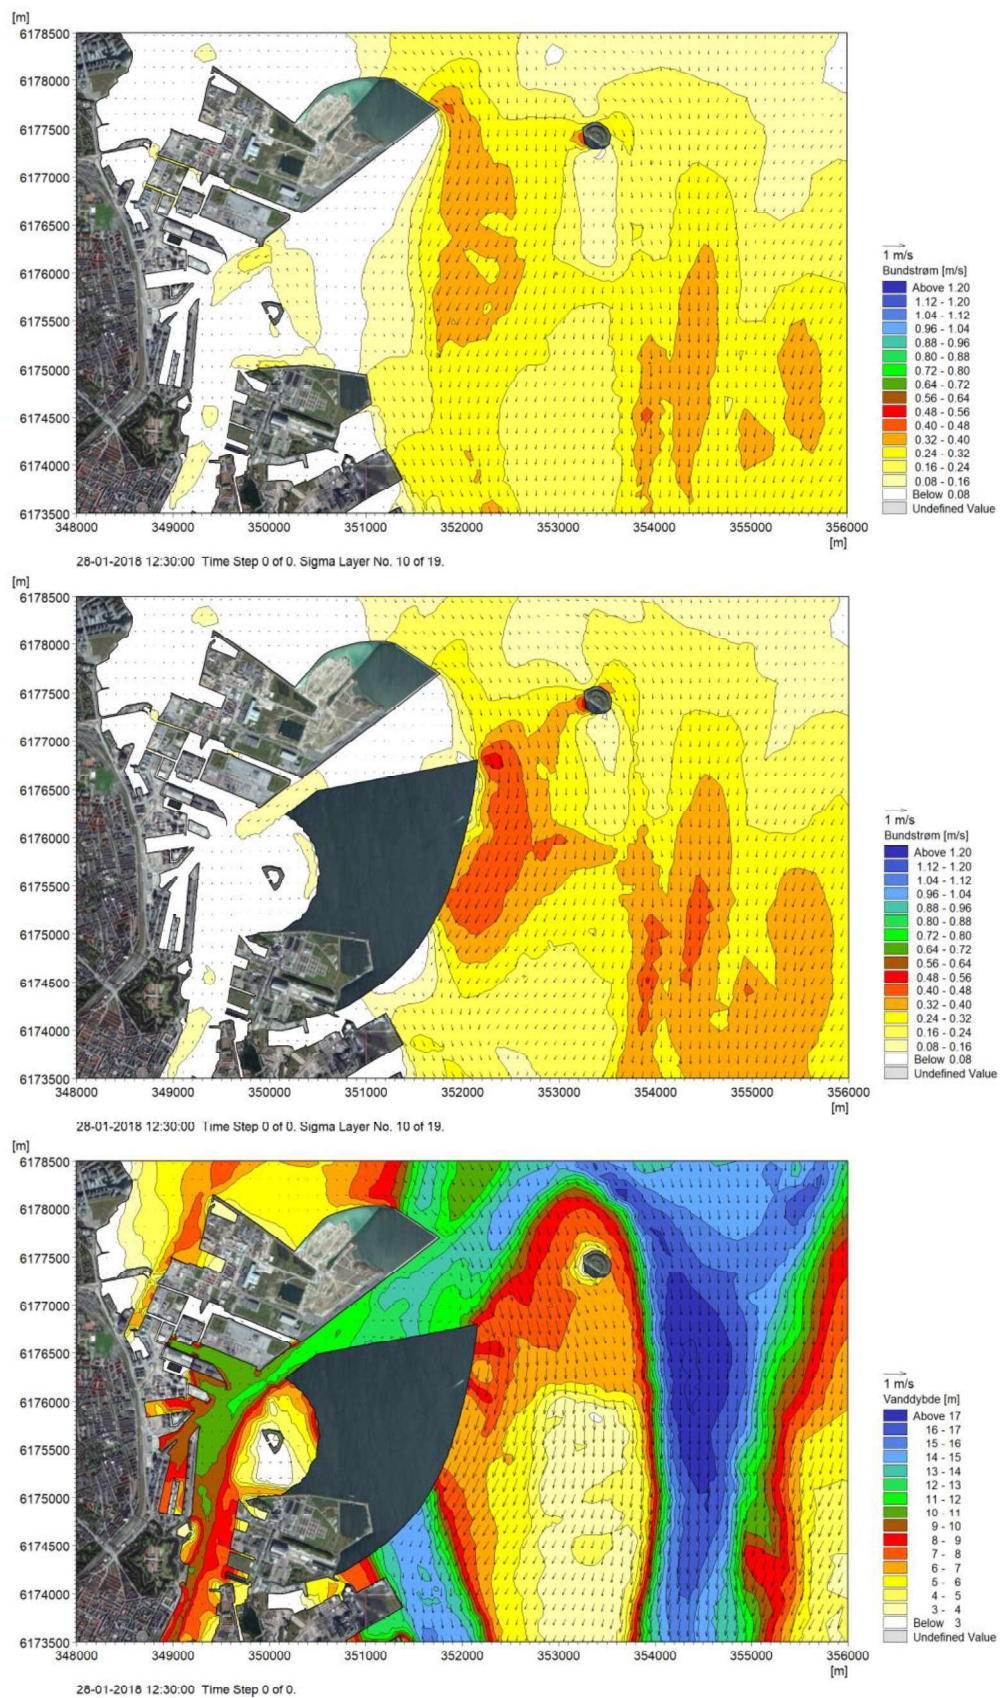 [m]
6178500
6178000
6177500
6177000
6176500
6176000
6175500
6175000
6174500
6174000
6173500
348000 349000 350000 351000 352000 353000 354000 355000 356000
[m]
1 m/s
Bundstrøm [m/s]
Above 1.20
1.12 - 1.20
1.04 - 1.12
0.96 - 1.04
0.88 - 0.96
0.80 - 0.88
0.72 - 0.80
0.64 - 0.72
0.56 - 0.64
0.48 - 0.56
0.40 - 0.48
0.32 - 0.40
0.24 - 0.32
0.16 - 0.24
0.08 - 0.16
Below 0.08
Undefined Value
28-01-2018 12:30:00 Time Step 0 of 0. Sigma Layer No. 10 of 19.
[m]
6178500
6178000
6177500
6177000
6176500
6176000
6175500
6175000
6174500
6174000
6173500
348000 349000 350000 351000 352000 353000 354000 355000 356000
[m]
1 m/s
Bundstrøm [m/s]
Above 1.20
1.12 - 1.20
1.04 - 1.12
0.96 - 1.04
0.88 - 0.96
0.80 - 0.88
0.72 - 0.80
0.64 - 0.72
0.56 - 0.64
0.48 - 0.56
0.40 - 0.48
0.32 - 0.40
0.24 - 0.32
0.16 - 0.24
0.08 - 0.16
Below 0.08
Undefined Value
28-01-2018 12:30:00 Time Step 0 of 0. Sigma Layer No. 10 of 19.
[m]
6178500
6178000
6177500
6177000
6176500
6176000
6175500
6175000
6174500
6174000
6173500
348000 349000 350000 351000 352000 353000 354000 355000 356000
[m]
1 m/s
Vanddybde [m]
Above 17
16 - 17
15 - 16
14 - 15
13 - 14
12 - 13
11 - 12
10 - 11
9 - 10
8 - 9
7 - 8
6 - 7
5 - 6
4 - 5
3 - 4
Below 3
Undefined Value
28-01-2018 12:30:00 Time Step 0 of 0.